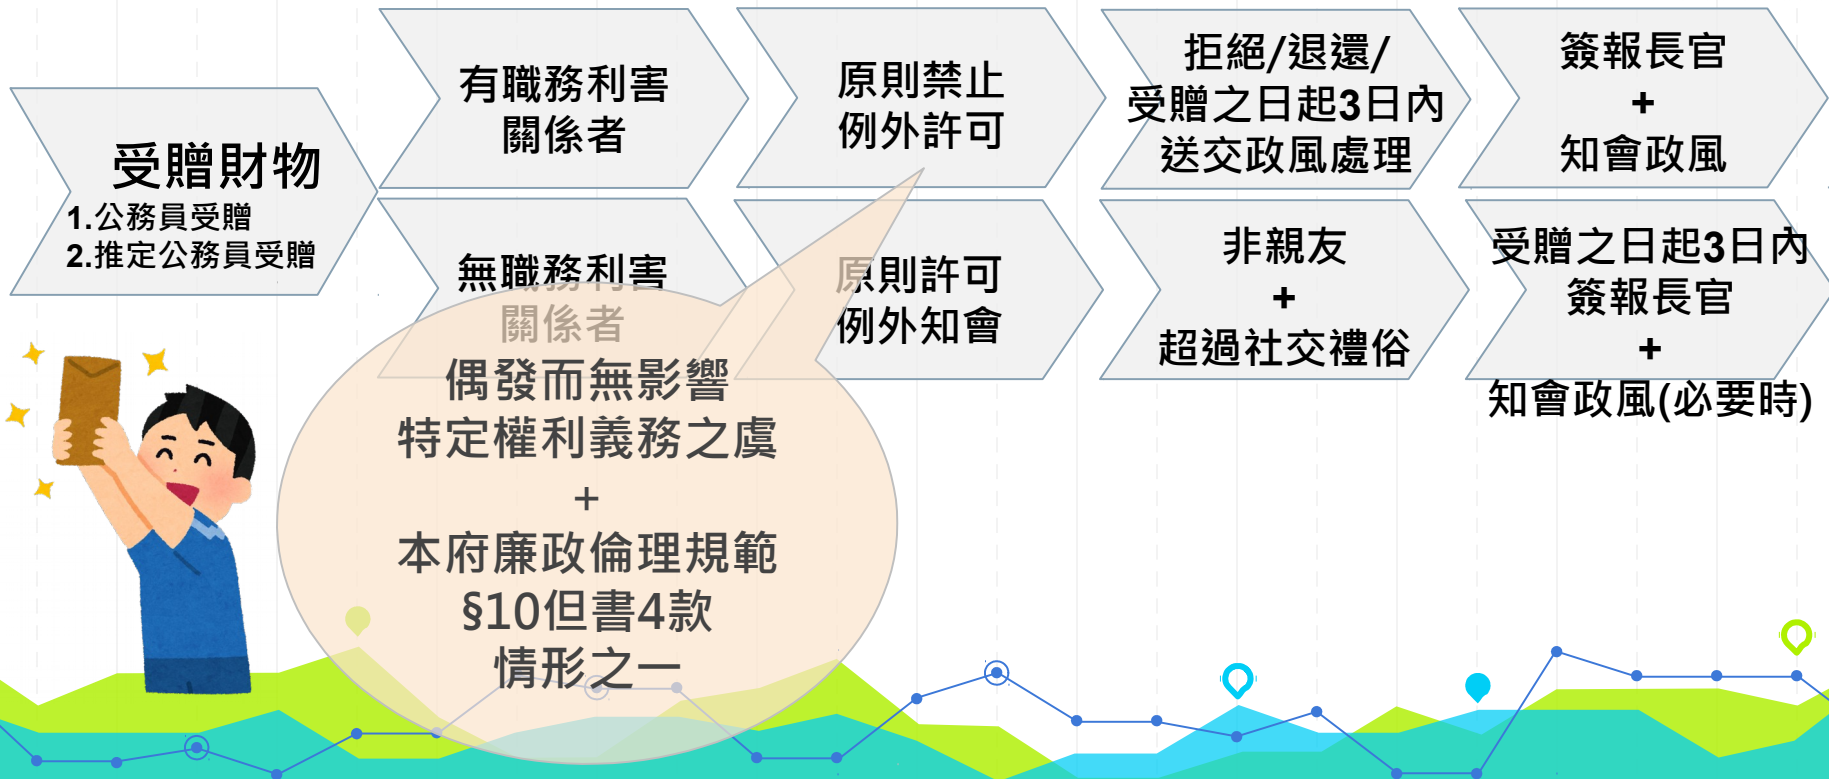 受贈財物
1.公務員受贈
2.推定公務員受贈
有職務利害
關係者
原則禁止
例外許可
拒絕/退還/
受贈之日起3日內
送交政風處理
簽報長官
+
知會政風
無職務利害
關係者
原則許可
例外知會
非親友
+
超過社交禮俗
受贈之日起3日內
簽報長官
+
知會政風(必要時)
偶發而無影響
特定權利義務之虞
+
本府廉政倫理規範
§10但書4款
情形之一